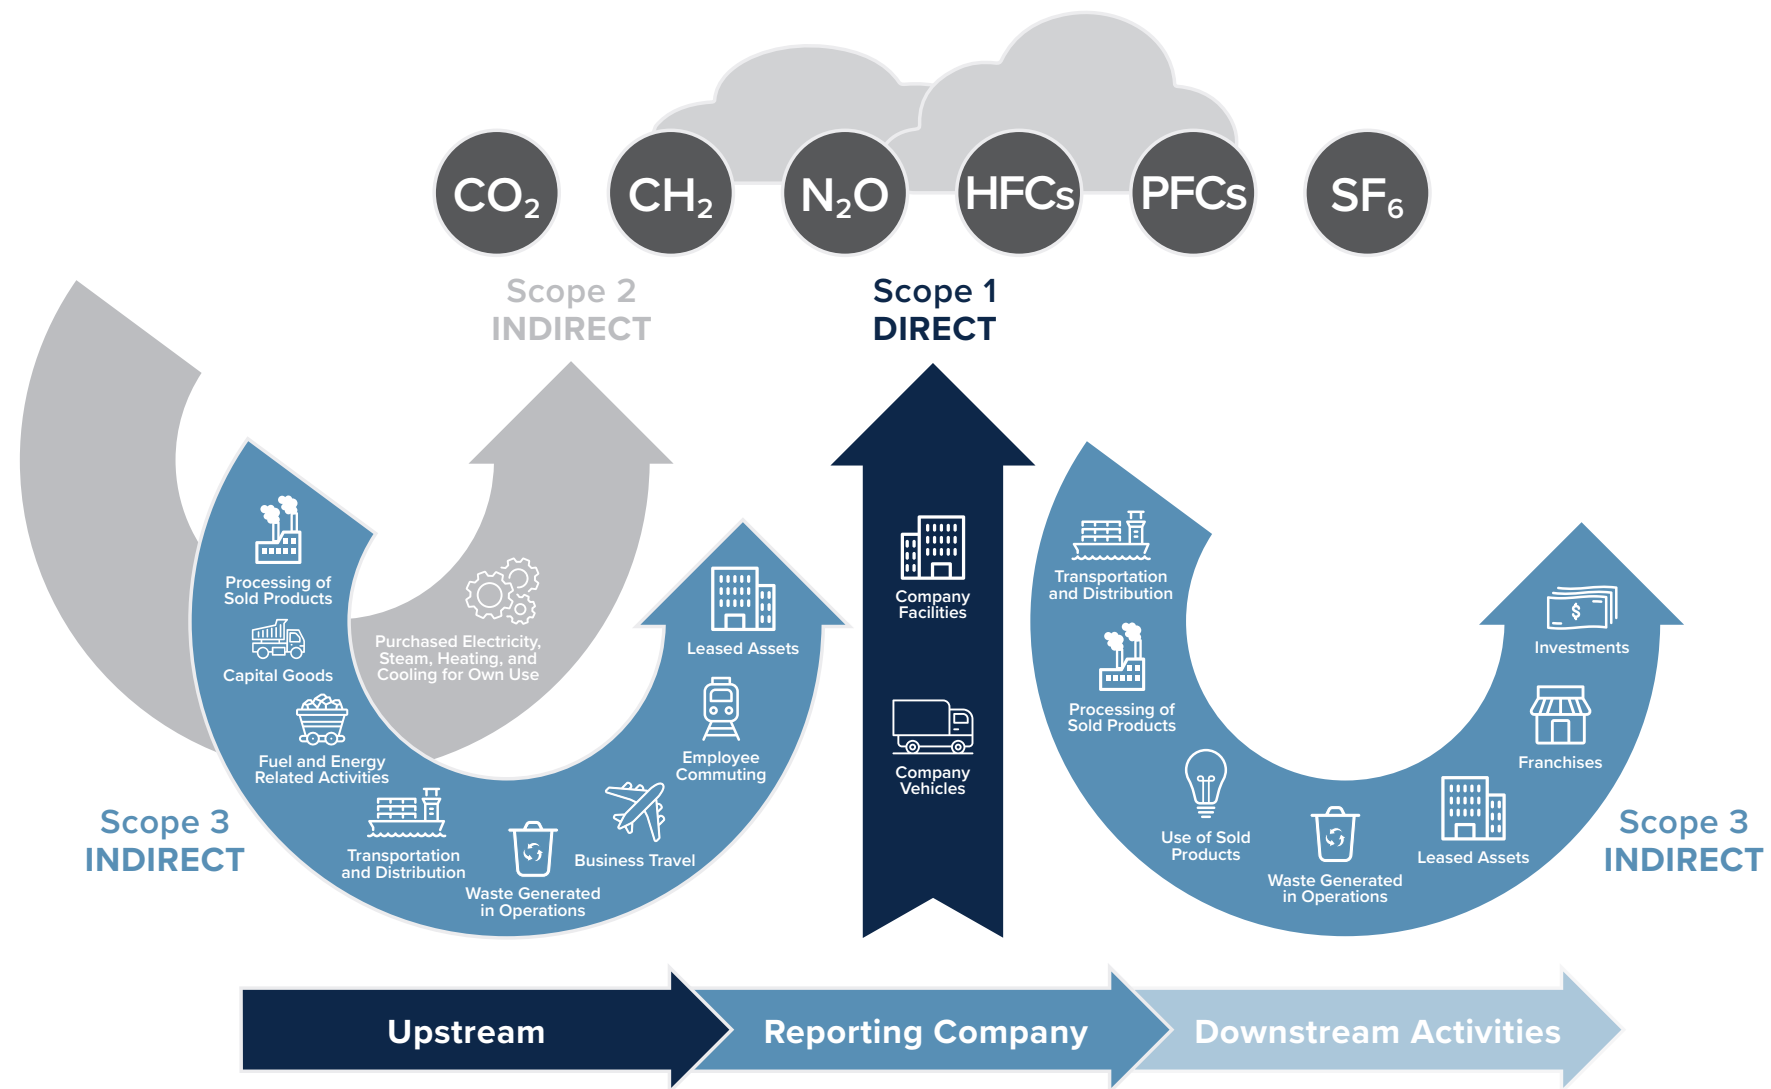 CO₂
CH₂
N₂O
HFCs
PFCs
SF₆
Scope 2
INDIRECT
Scope 1
DIRECT
Processing of
Sold Products
Capital Goods
Fuel and Energy
Related Activities
Transportation
and Distribution
Waste Generated
in Operations
Business Travel
Employee
Commuting
Leased Assets
Scope 3
INDIRECT
Purchased Electricity,
Steam, Heating, and
Cooling for Own Use
Company
Facilities
Company
Vehicles
Transportation
and Distribution
Processing of
Sold Products
Use of Sold
Products
Waste Generated
in Operations
Leased Assets
Franchises
Investments
$
Scope 3
INDIRECT
Upstream
Reporting Company
Downstream Activities